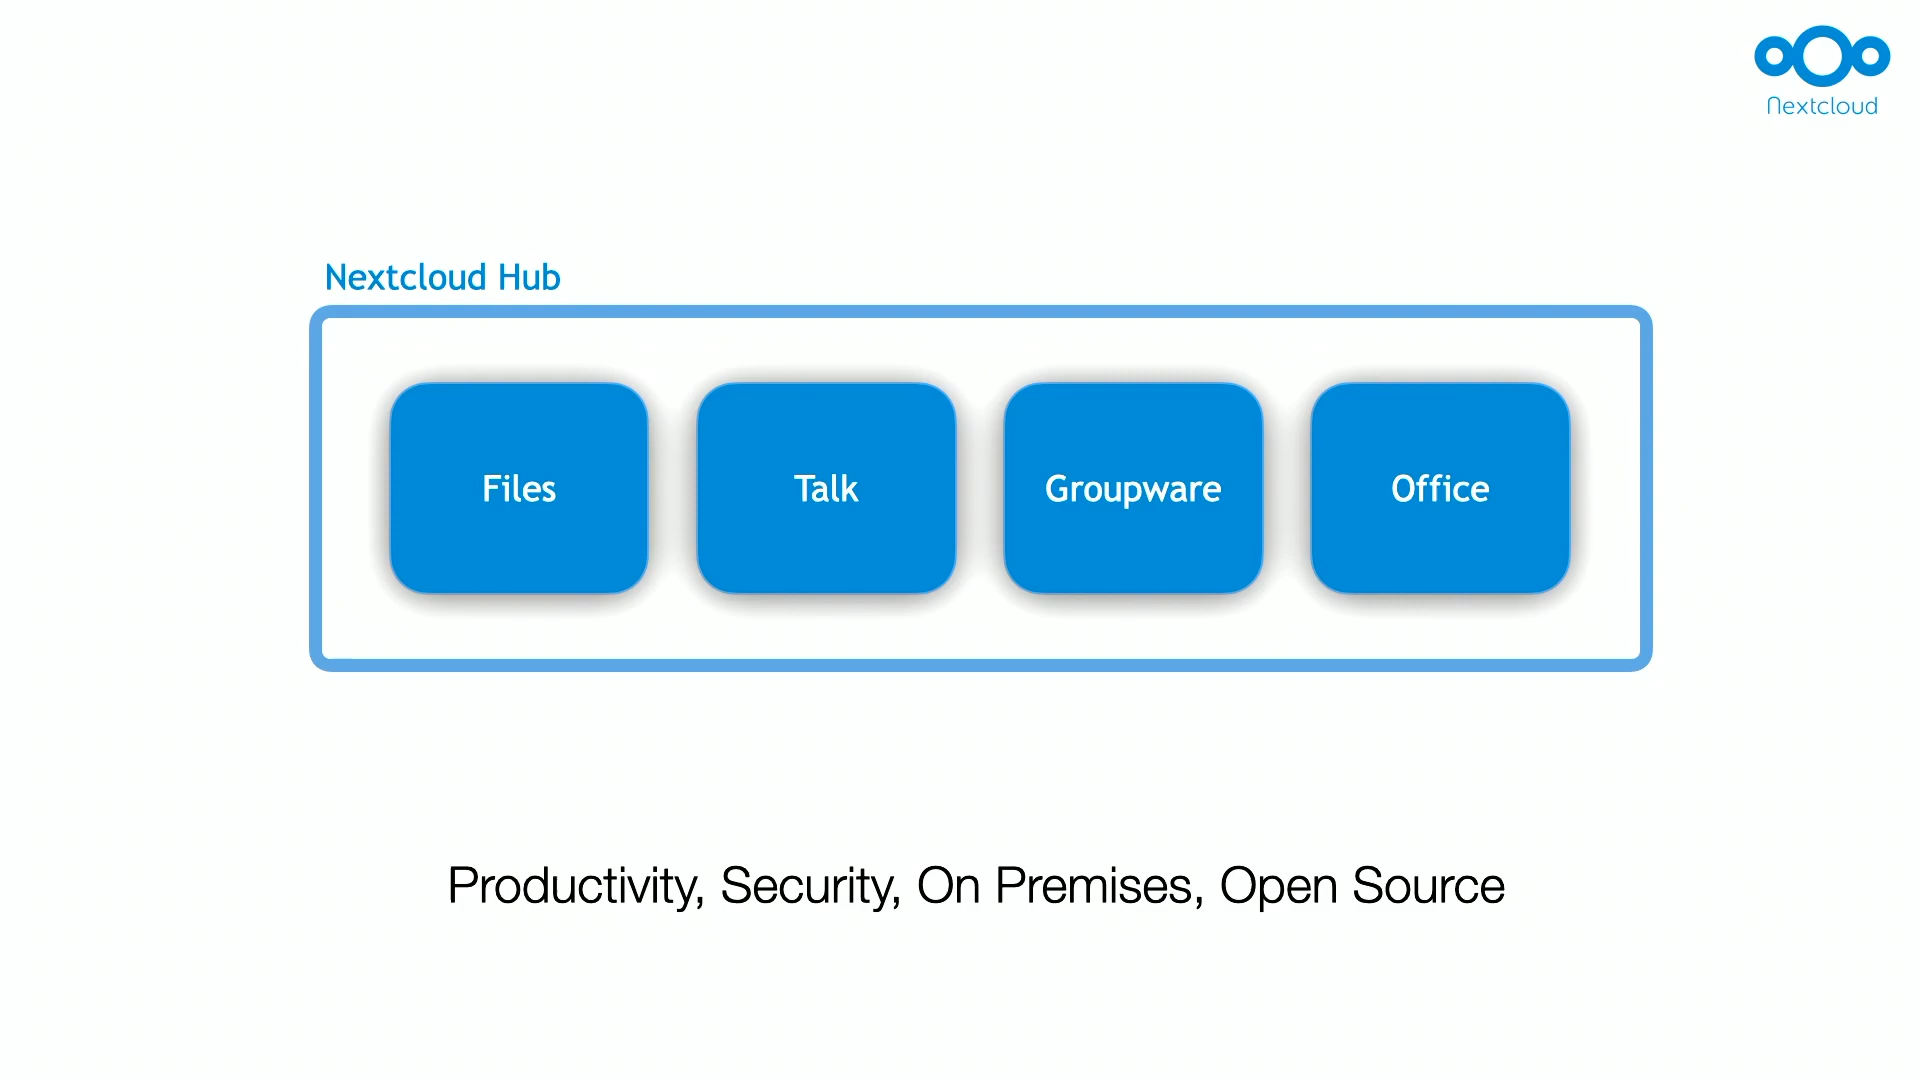 Nextcloud
Nextcloud Hub
Files
Talk
Groupware
Office
Productivity, Security, On Premises, Open Source